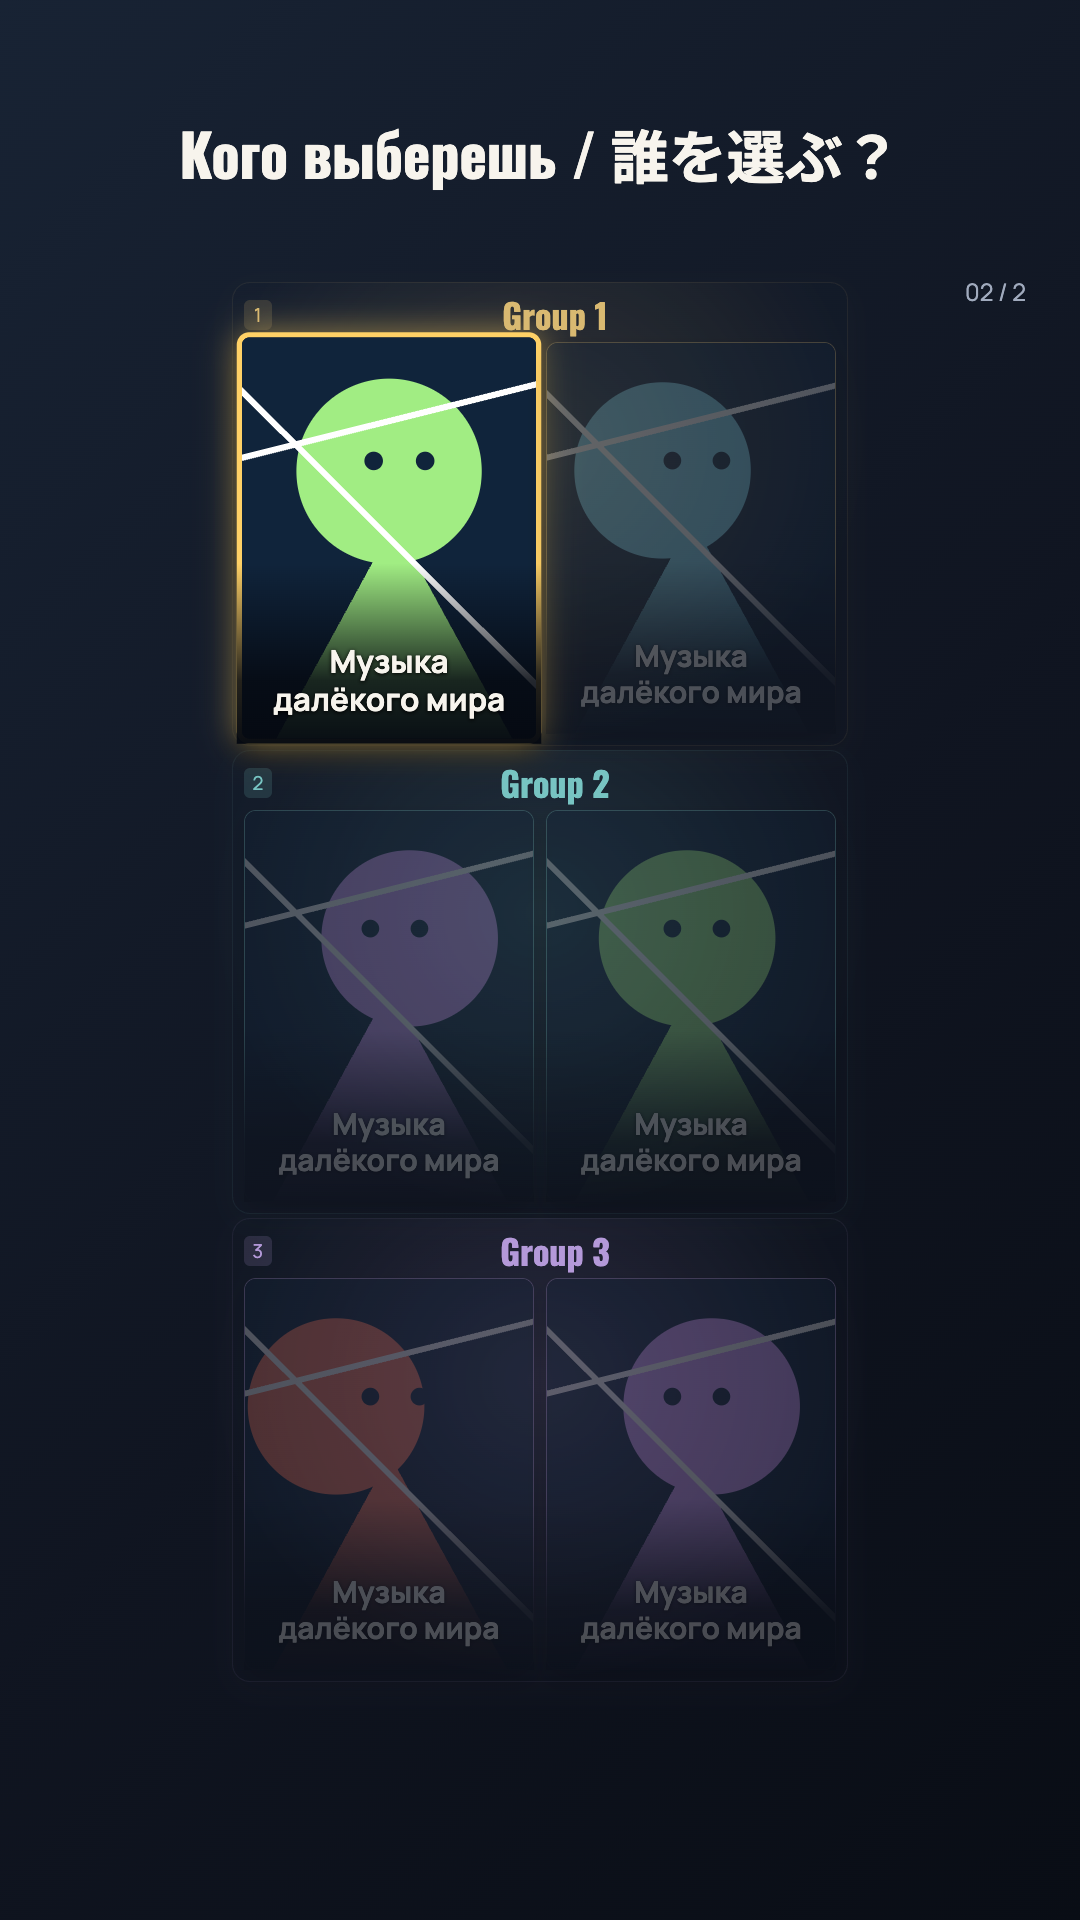 Кого выберешь / 誰を選ぶ？
02 / 2
1
Group 1
Музыка
далёкого мира
Музыка
далёкого мира
2
Group 2
Музыка
далёкого мира
Музыка
далёкого мира
3
Group 3
Музыка
далёкого мира
Музыка
далёкого мира